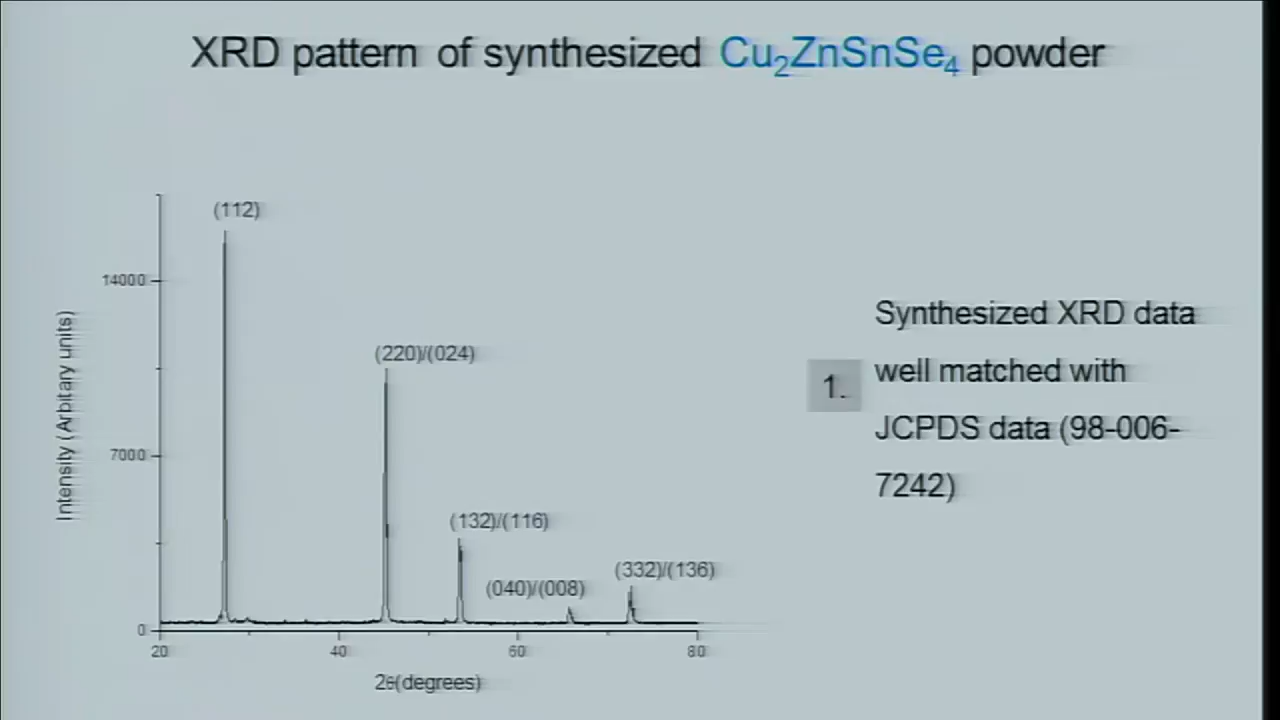 XRD pattern of synthesized Cu₂ZnSnSe₄ powder
(112)
14000
(220)/(024)
7000
(132)/(116)
(040)/(008)
(332)/(136)
0
20
40
60
80
2θ(degrees)
Intensity (Arbitary units)
1.
Synthesized XRD data
well matched with
JCPDS data (98-006-
7242)